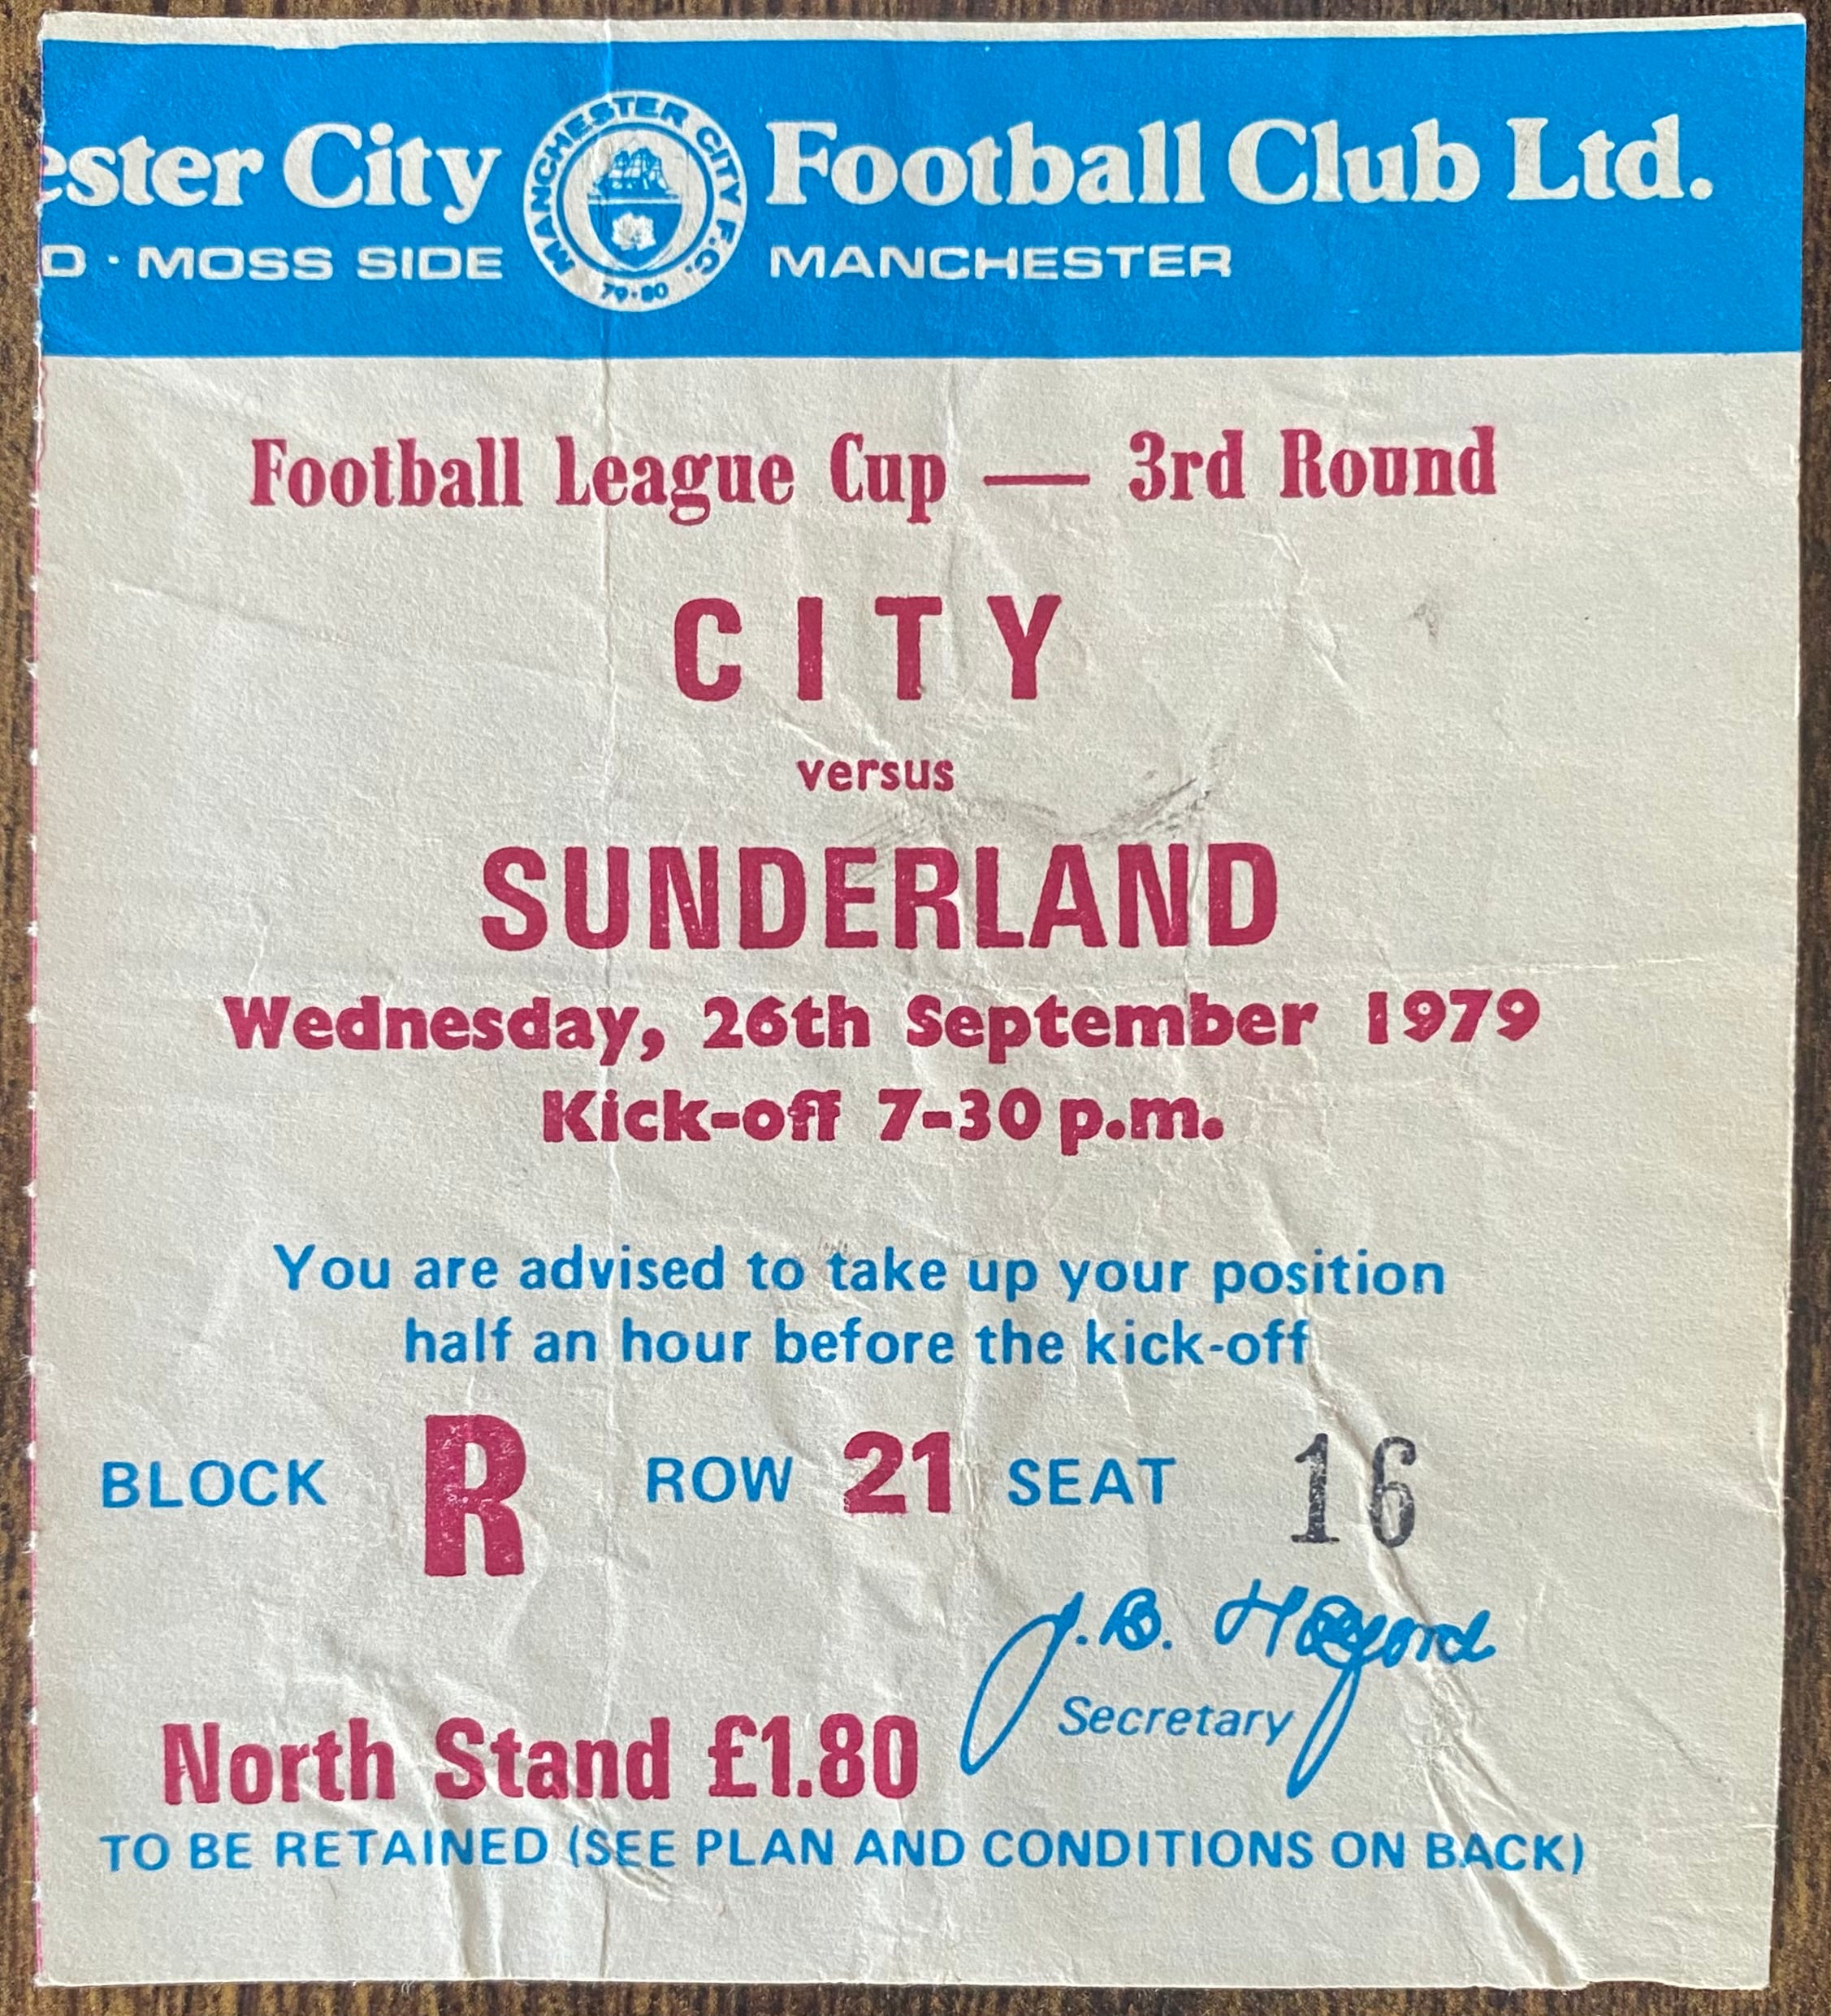 ester City Football Club Ltd.
D · MOSS SIDE MANCHESTER
MANCHESTER CITY F.C.
79·80
Football League Cup — 3rd Round
CITY
versus
SUNDERLAND
Wednesday, 26th September 1979
Kick-off 7-30 p.m.
You are advised to take up your position
half an hour before the kick-off
BLOCK R ROW 21 SEAT 16
J.B. Halford
Secretary
North Stand £1.80
TO BE RETAINED (SEE PLAN AND CONDITIONS ON BACK)